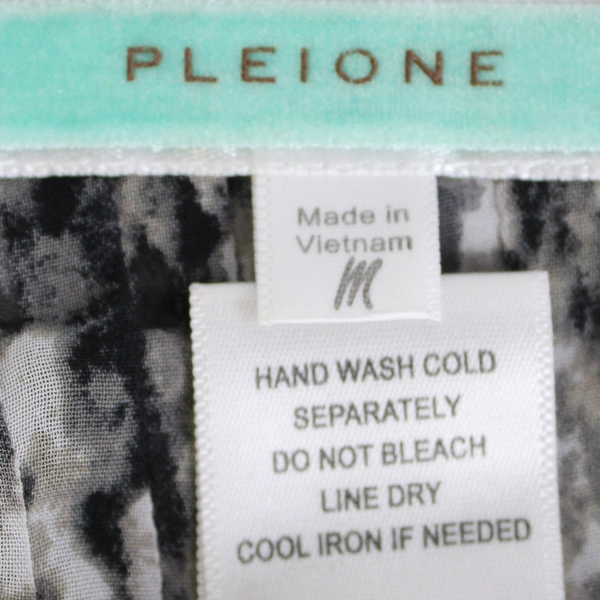 PLEIONE
Made in
Vietnam
M
HAND WASH COLD
SEPARATELY
DO NOT BLEACH
LINE DRY
COOL IRON IF NEEDED